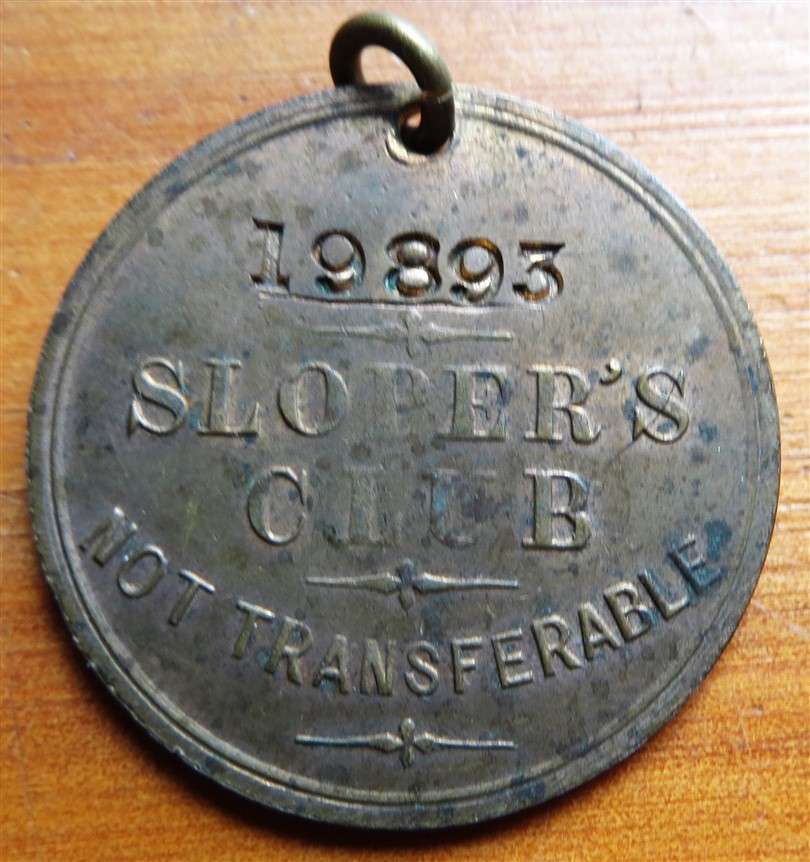 19893
SLOPER'S
CLUB
NOT TRANSFERABLE